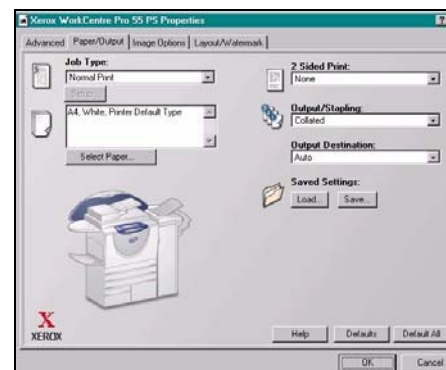 Xerox WorkCentre Pro 55 PS Properties
Advanced Paper/Output Image Options Layout/Watermark
Job Type:
Normal Print
Setup...
A4, White, Printer Default Type
Select Paper...
2 Sided Print:
None
Output/Stapling:
Collated
Output Destination:
Auto
Saved Settings:
Load... Save...
X
XEROX
Help Defaults Default All
OK Cancel